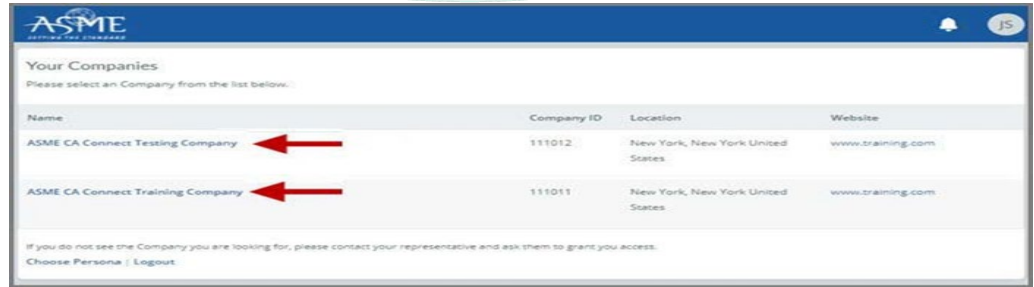 ASME
SETTING THE STANDARD
JS
Your Companies
Please select an Company from the list below.
Name Company ID Location Website
ASME CA Connect Testing Company 111012 New York, New York United States www.training.com
ASME CA Connect Training Company 111011 New York, New York United States www.training.com
If you do not see the Company you are looking for, please contact your representative and ask them to grant you access.
Choose Persona | Logout